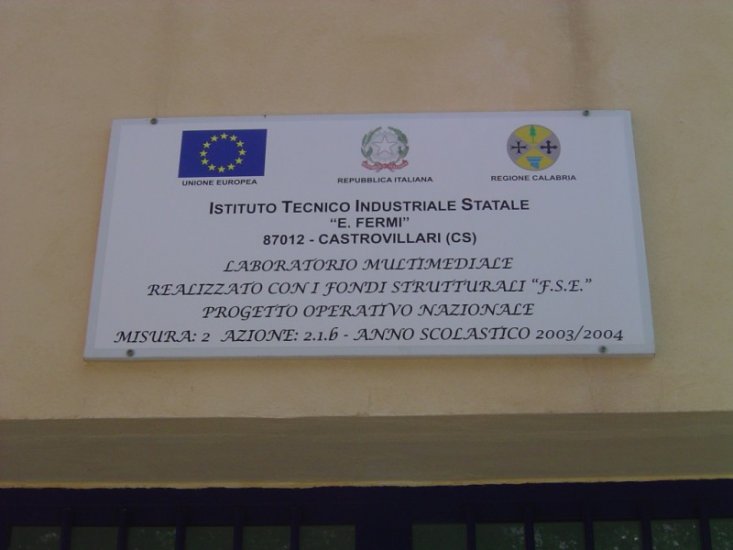 UNIONE EUROPEA
REPUBBLICA ITALIANA
REGIONE CALABRIA
ISTITUTO TECNICO INDUSTRIALE STATALE
"E. FERMI"
87012 - CASTROVILLARI (CS)
LABORATORIO MULTIMEDIALE
REALIZZATO CON I FONDI STRUTTURALI "F.S.E."
PROGETTO OPERATIVO NAZIONALE
MISURA: 2 AZIONE: 2.1.b - ANNO SCOLASTICO 2003/2004